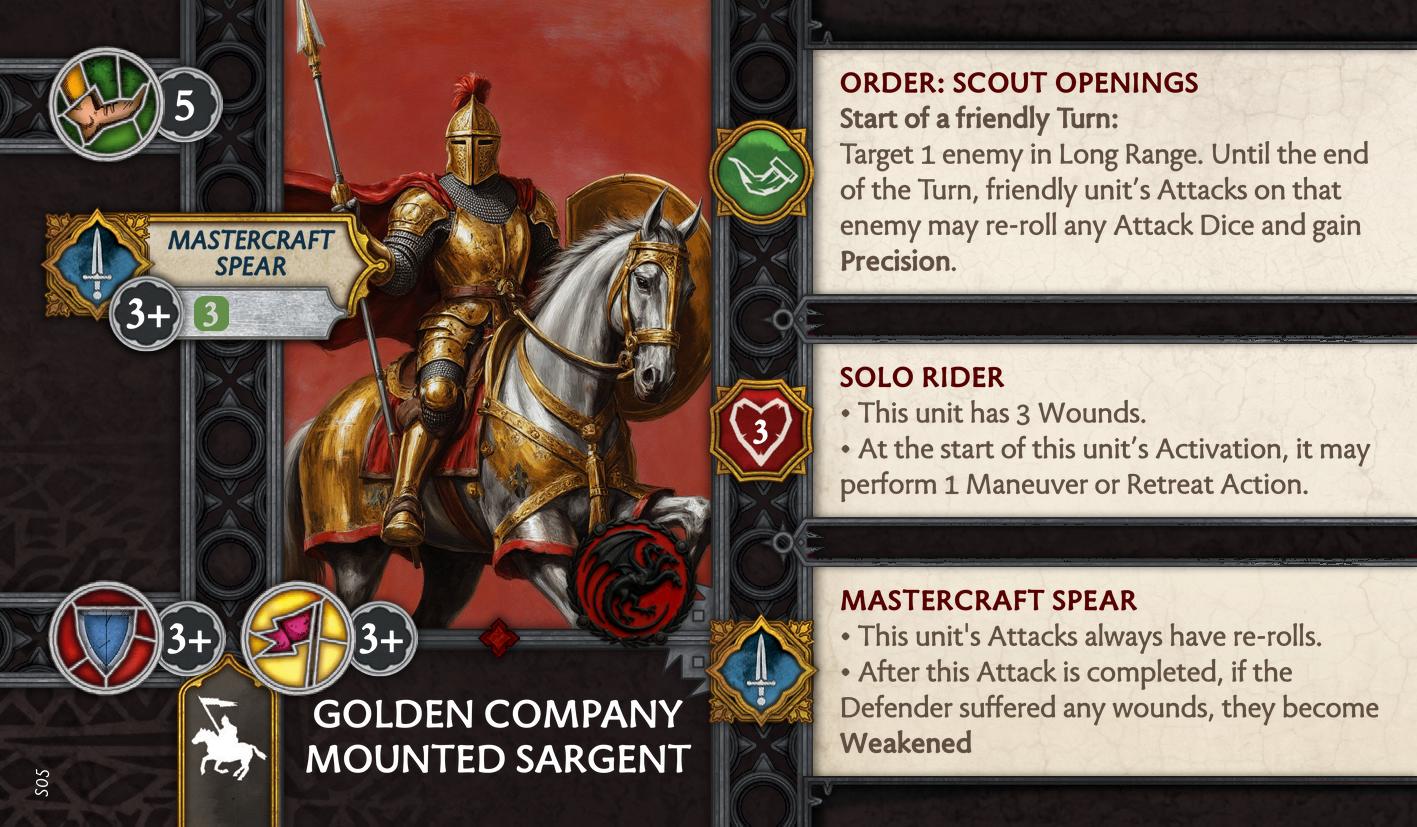 5
MASTERCRAFT
SPEAR
3+ 3
3+ 3+
GOLDEN COMPANY
MOUNTED SARGENT
S05
ORDER: SCOUT OPENINGS
Start of a friendly Turn:
Target 1 enemy in Long Range. Until the end
of the Turn, friendly unit's Attacks on that
enemy may re-roll any Attack Dice and gain
Precision.
3
SOLO RIDER
• This unit has 3 Wounds.
• At the start of this unit's Activation, it may
perform 1 Maneuver or Retreat Action.
MASTERCRAFT SPEAR
• This unit's Attacks always have re-rolls.
• After this Attack is completed, if the
Defender suffered any wounds, they become
Weakened